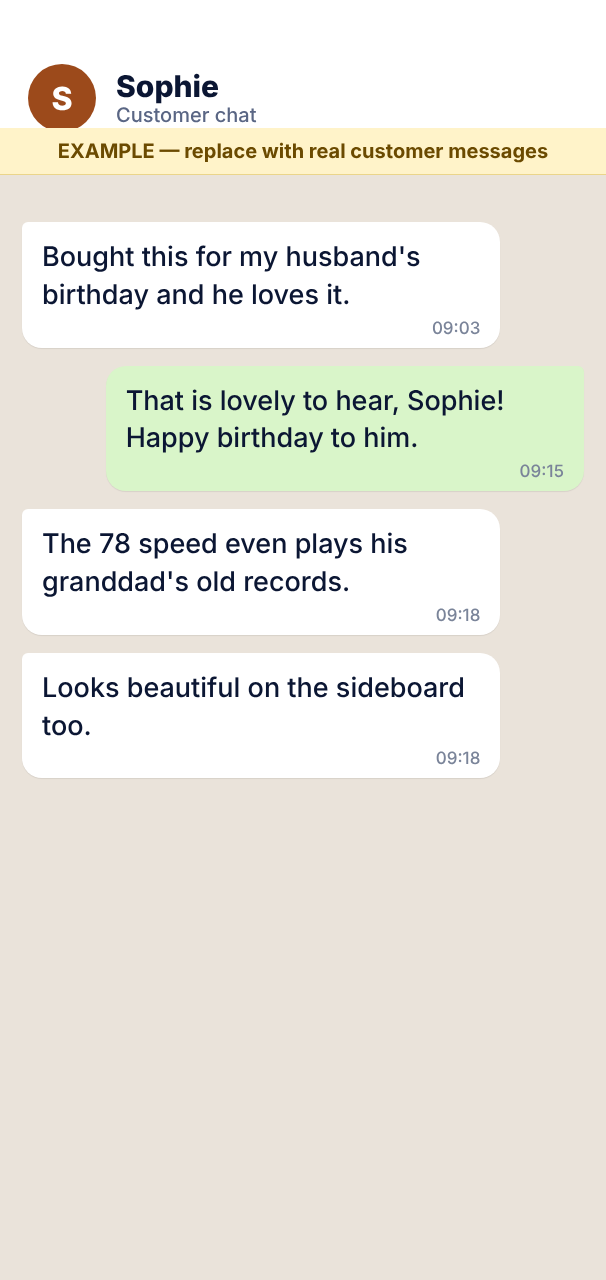 S
Sophie
Customer chat
EXAMPLE — replace with real customer messages
Bought this for my husband's
birthday and he loves it.
09:03
That is lovely to hear, Sophie!
Happy birthday to him.
09:15
The 78 speed even plays his
granddad's old records.
09:18
Looks beautiful on the sideboard
too.
09:18